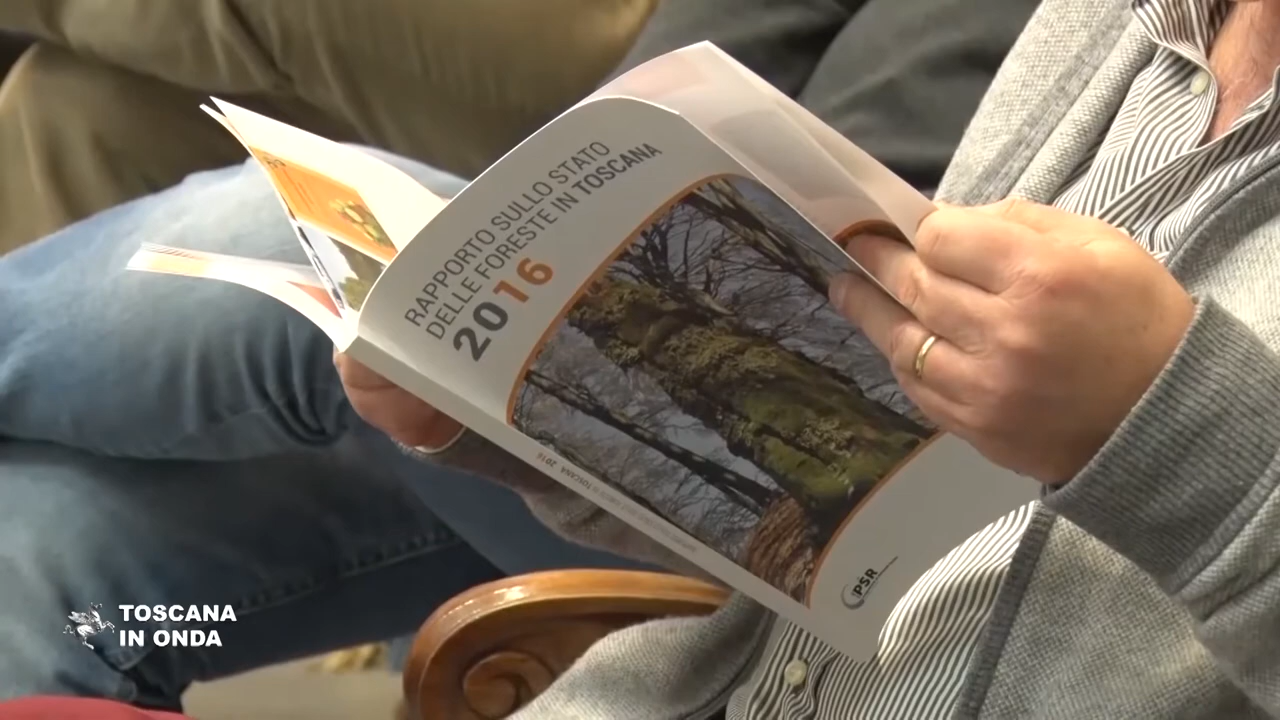 RAPPORTO SULLO STATO
DELLE FORESTE IN TOSCANA
2016
PSR
TOSCANA
IN ONDA